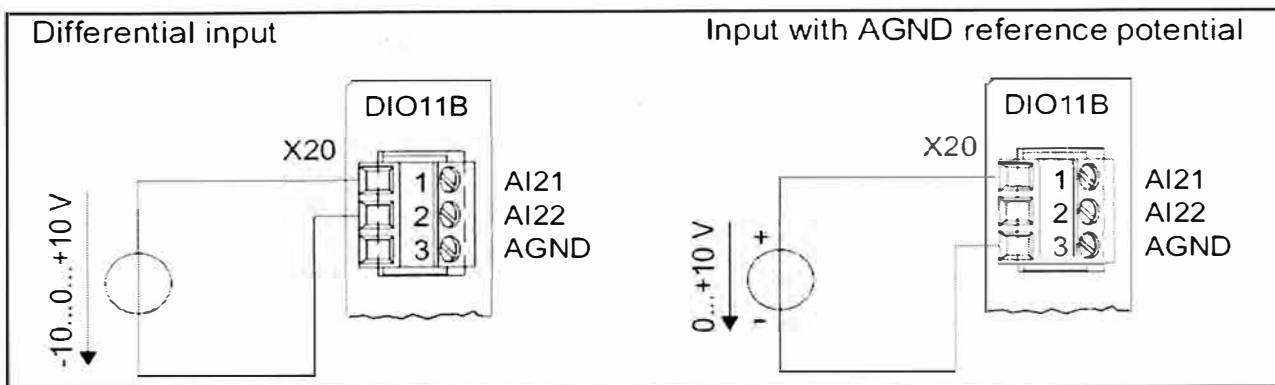 Differential input
DIO11B
X20
1 AI21
2 AI22
3 AGND
-10...0...+10 V
Input with AGND reference potential
DIO11B
X20
1 AI21
2 AI22
3 AGND
0...+10 V
+
-